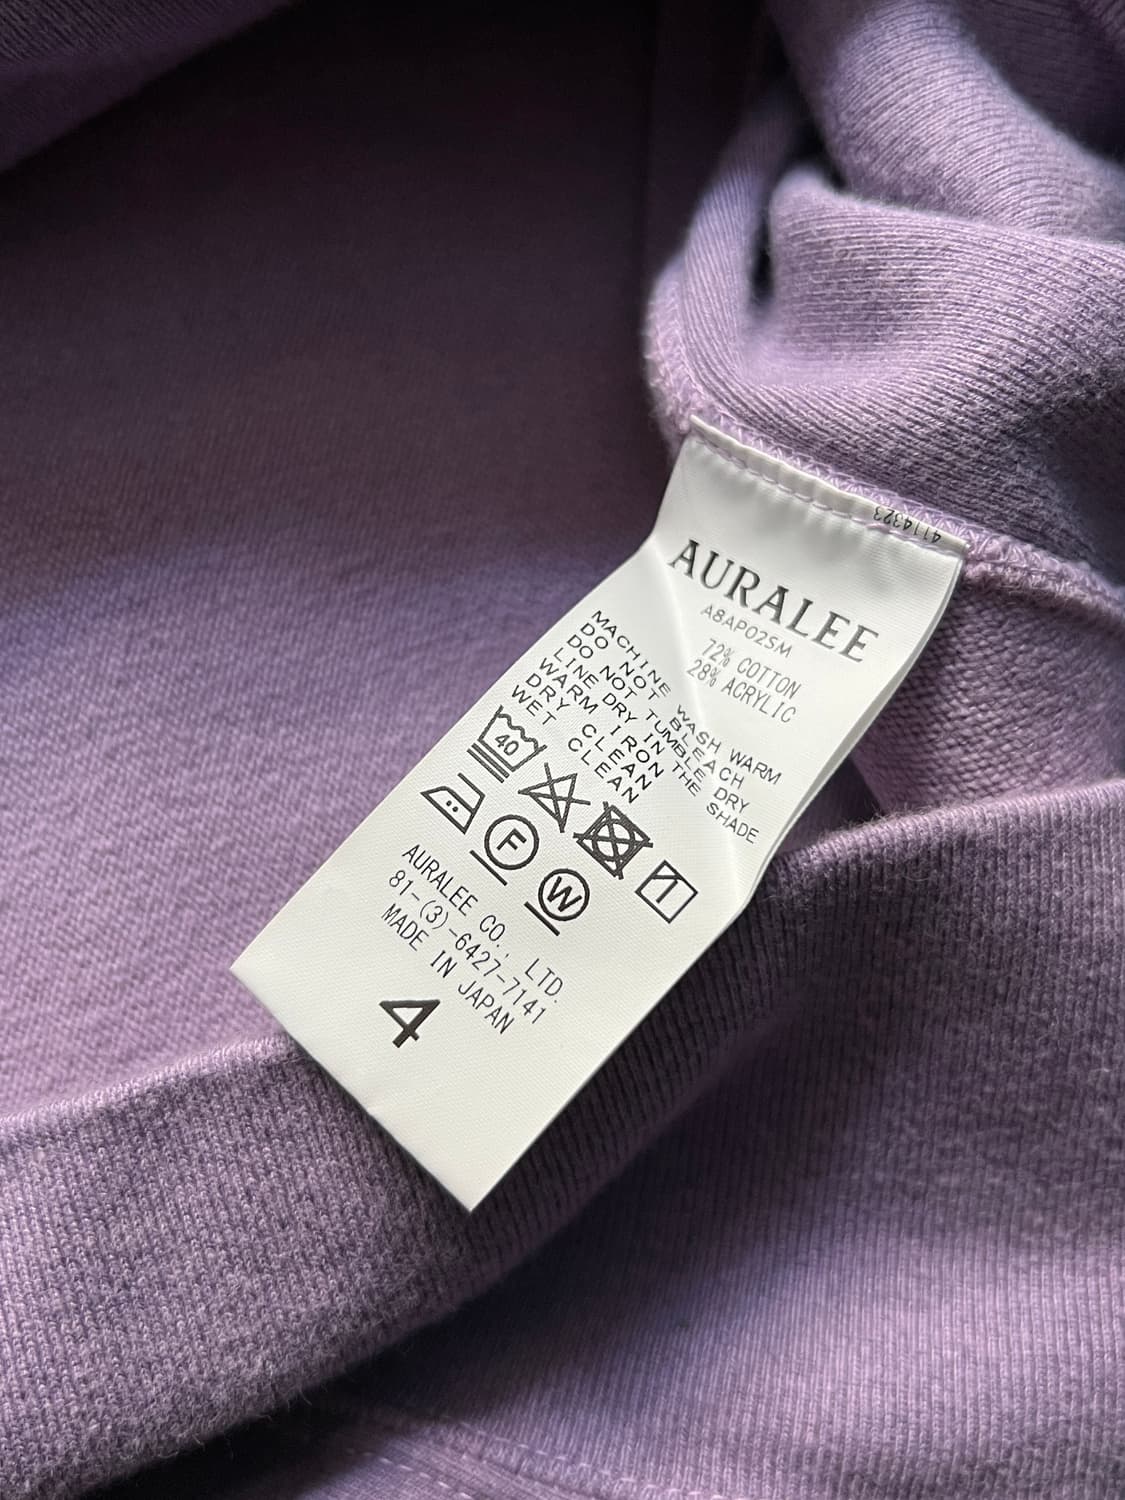 4114323
AURALEE
A8AP02SM
72% COTTON
28% ACRYLIC
MACHINE WASH WARM
DO NOT BLEACH
DO NOT TUMBLE DRY
LINE DRY IN THE SHADE
WARM IRON
DRY CLEAN
WET CLEAN
40
F
W
AURALEE CO., LTD.
81-(3)-6427-7141
MADE IN JAPAN
4